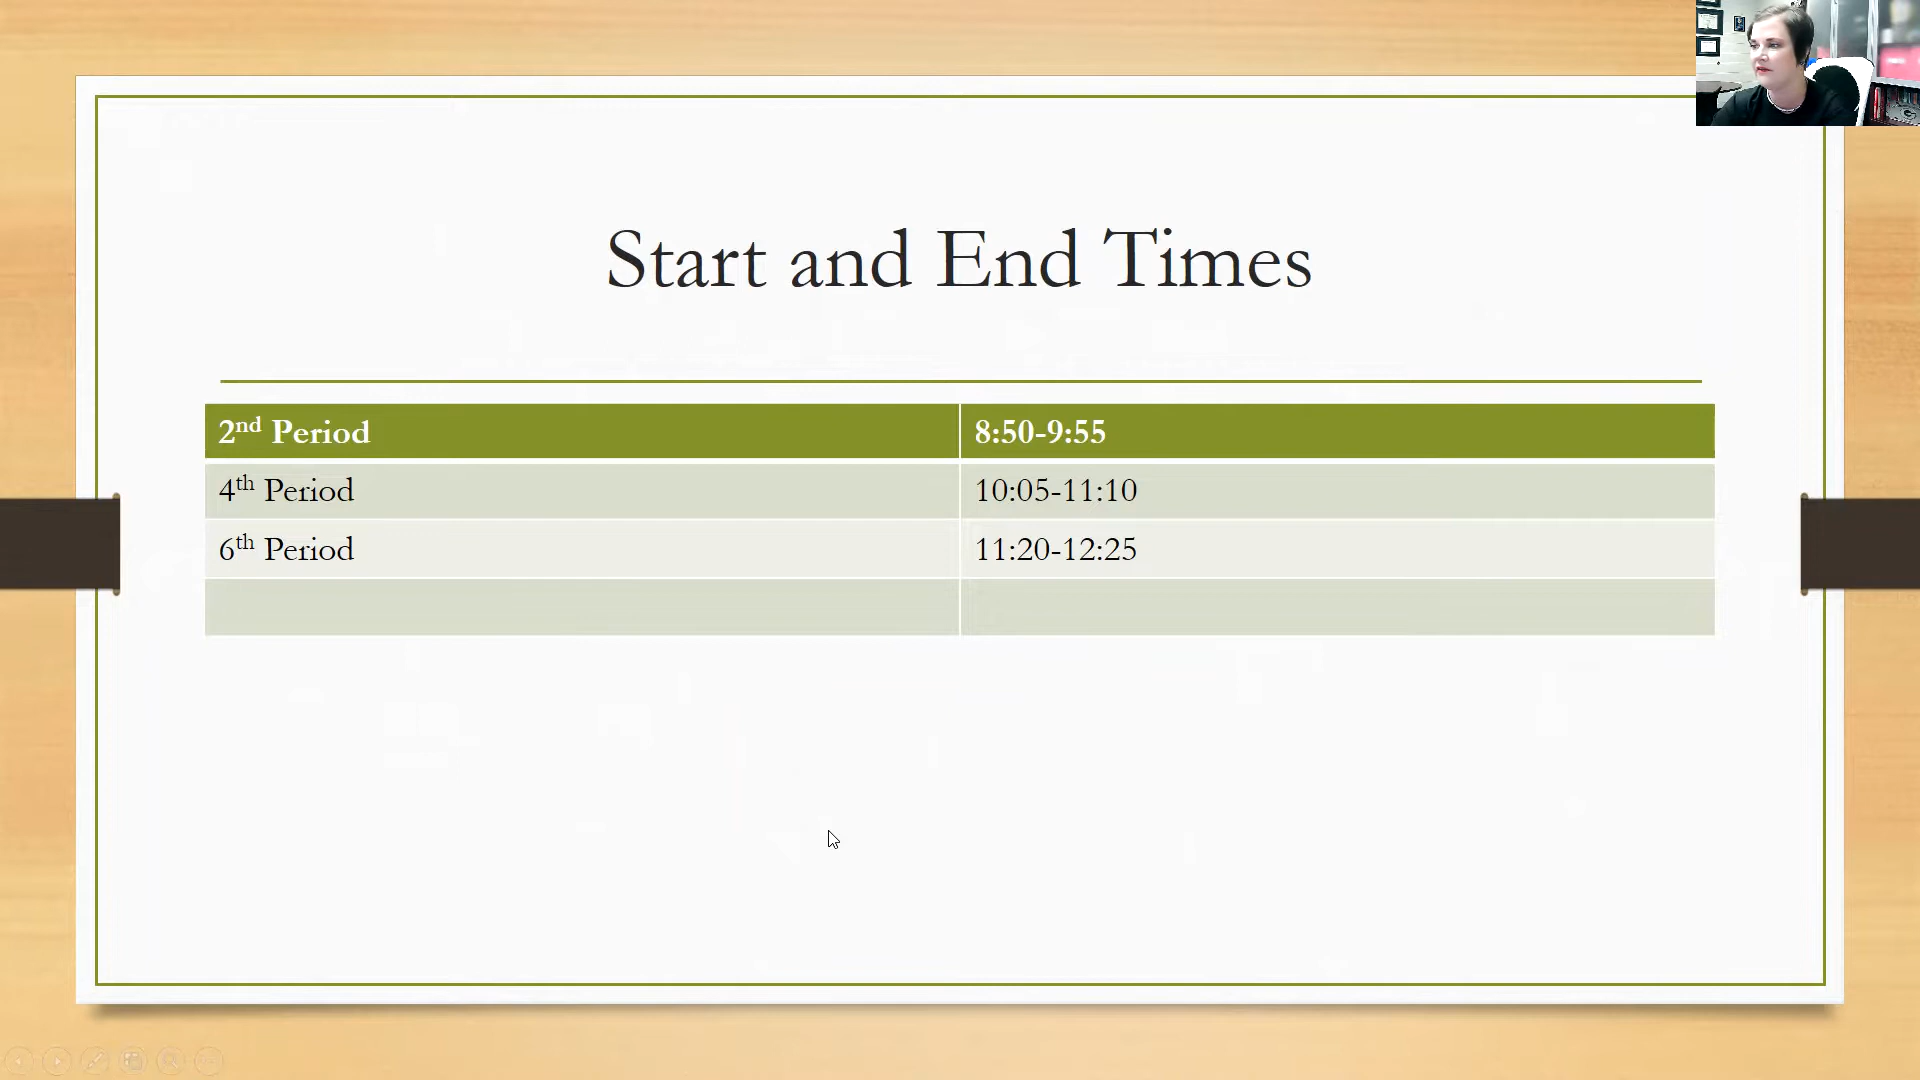 Start and End Times
2nd Period 8:50-9:55
4th Period 10:05-11:10
6th Period 11:20-12:25